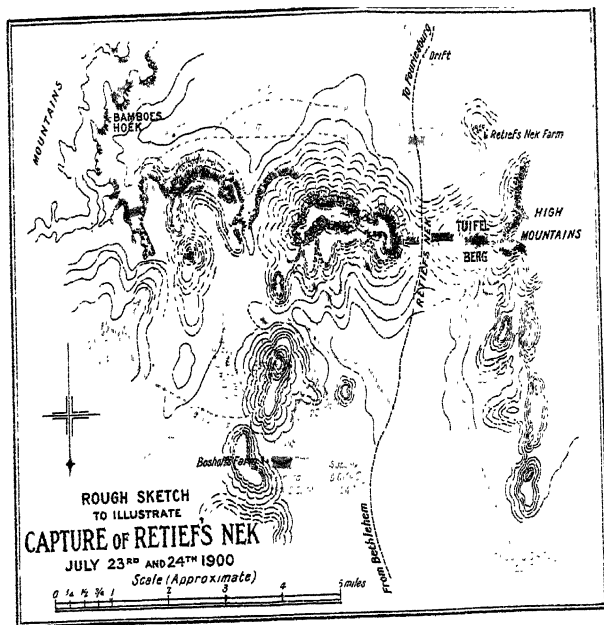 To Fouriesburg
Drift
MOUNTAINS
BAMBOES
HOEK
Retief's Nek Farm
HIGH
MOUNTAINS
TUIFEL
BERG
RETIEF'S NEK
Boshoff's Farm
From Bethlehem
ROUGH SKETCH
TO ILLUSTRATE
CAPTURE OF RETIEF'S NEK
JULY 23RD AND 24TH 1900
Scale (Approximate)
0 ¼ ½ ¾ 1 2 3 4 5 miles